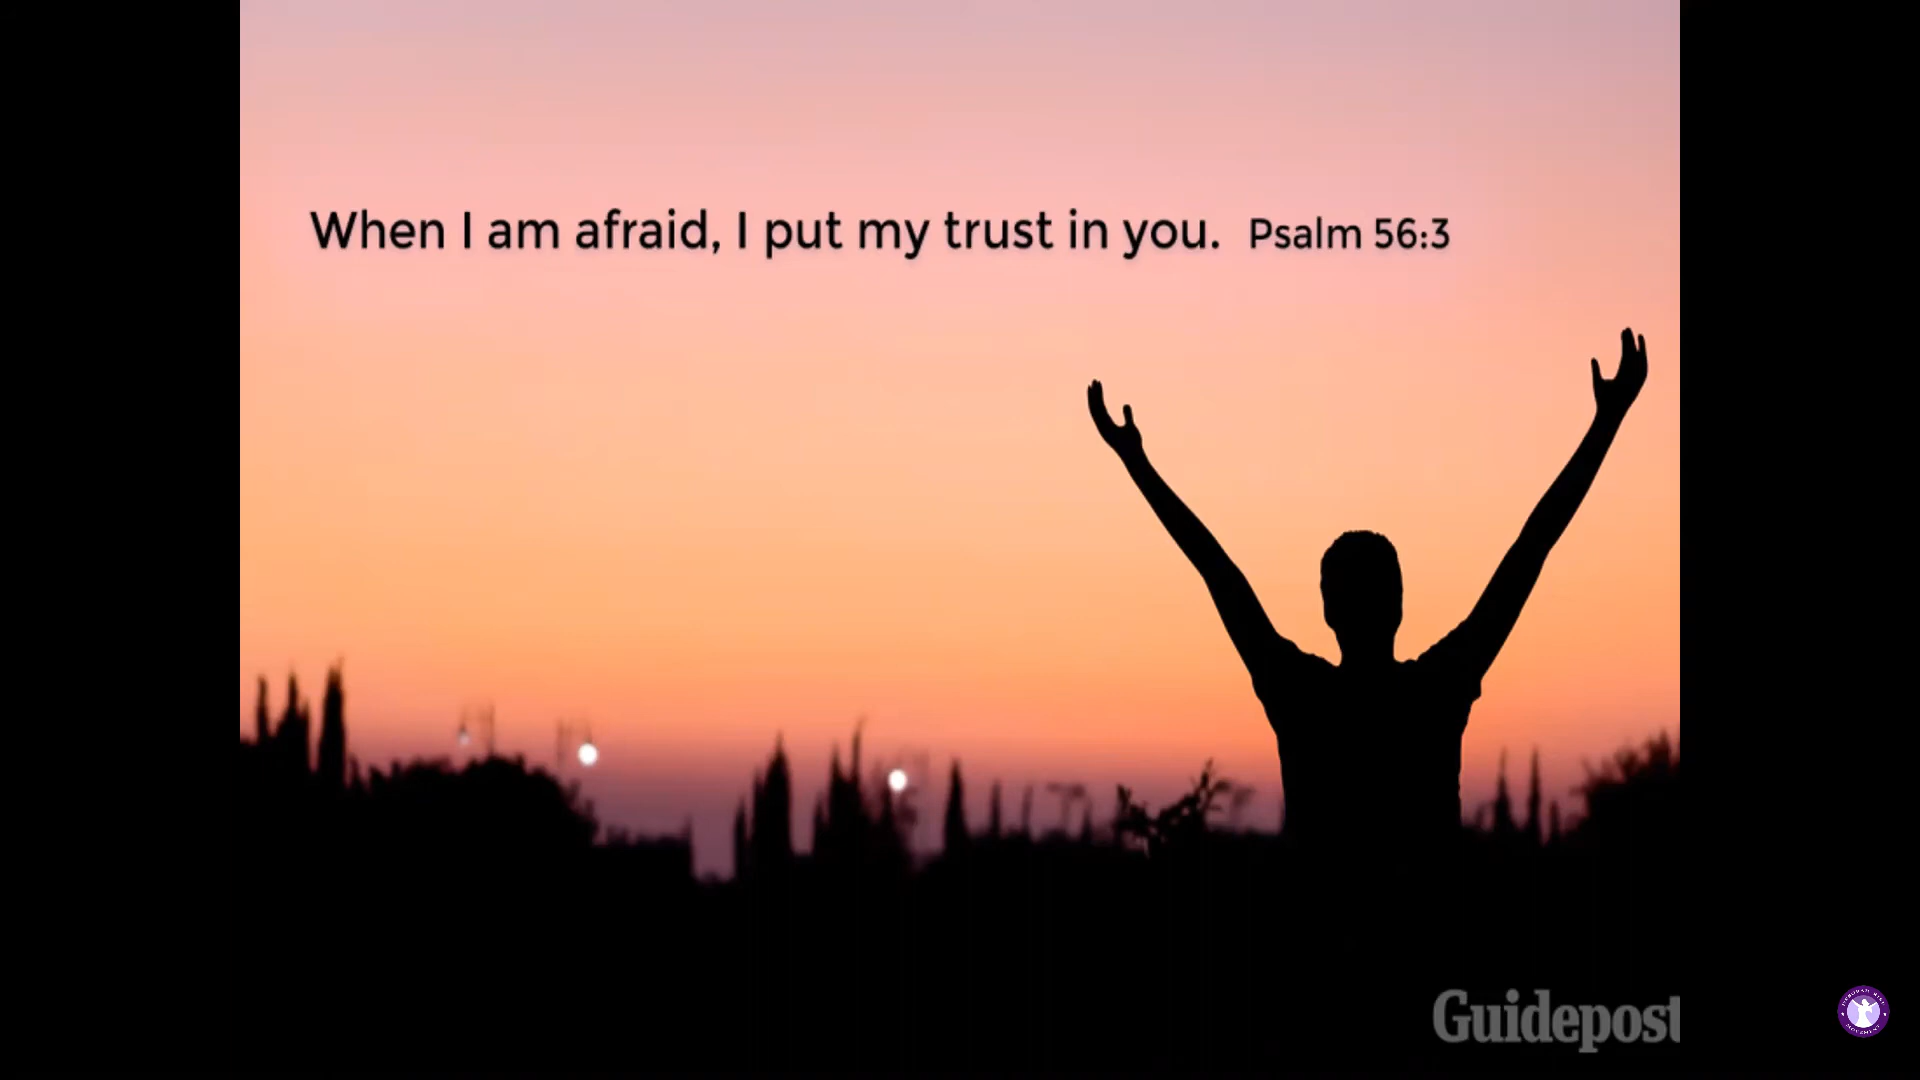 When I am afraid, I put my trust in you. Psalm 56:3
Guidepost